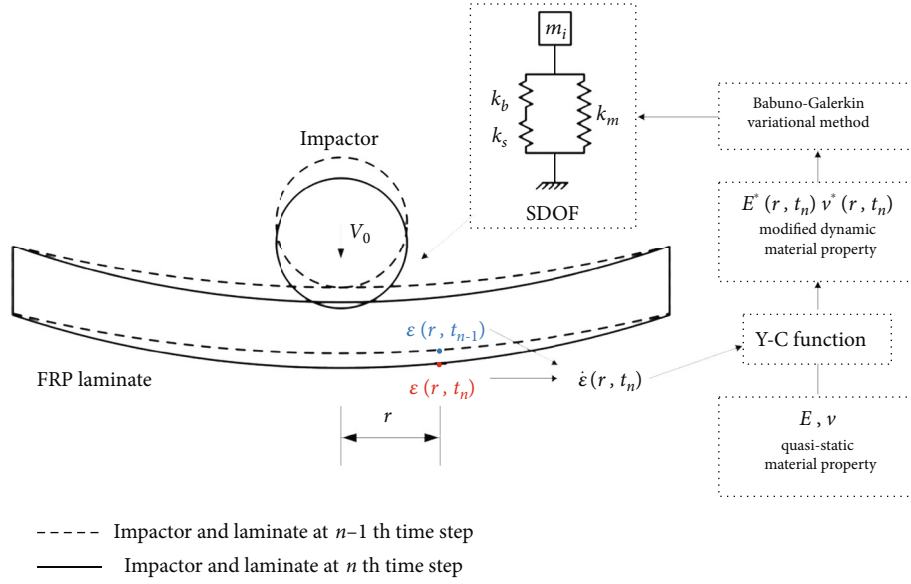 m_i
k_b
k_m
k_s
SDOF
Babuno-Galerkin
variational method
Impactor
V_0
E^* (r, t_n) ν^* (r, t_n)
modified dynamic
material property
ε (r, t_{n-1})
Y-C function
FRP laminate
ε (r, t_n)
ε̇ (r, t_n)
r
E, ν
quasi-static
material property
Impactor and laminate at n–1 th time step
Impactor and laminate at n th time step